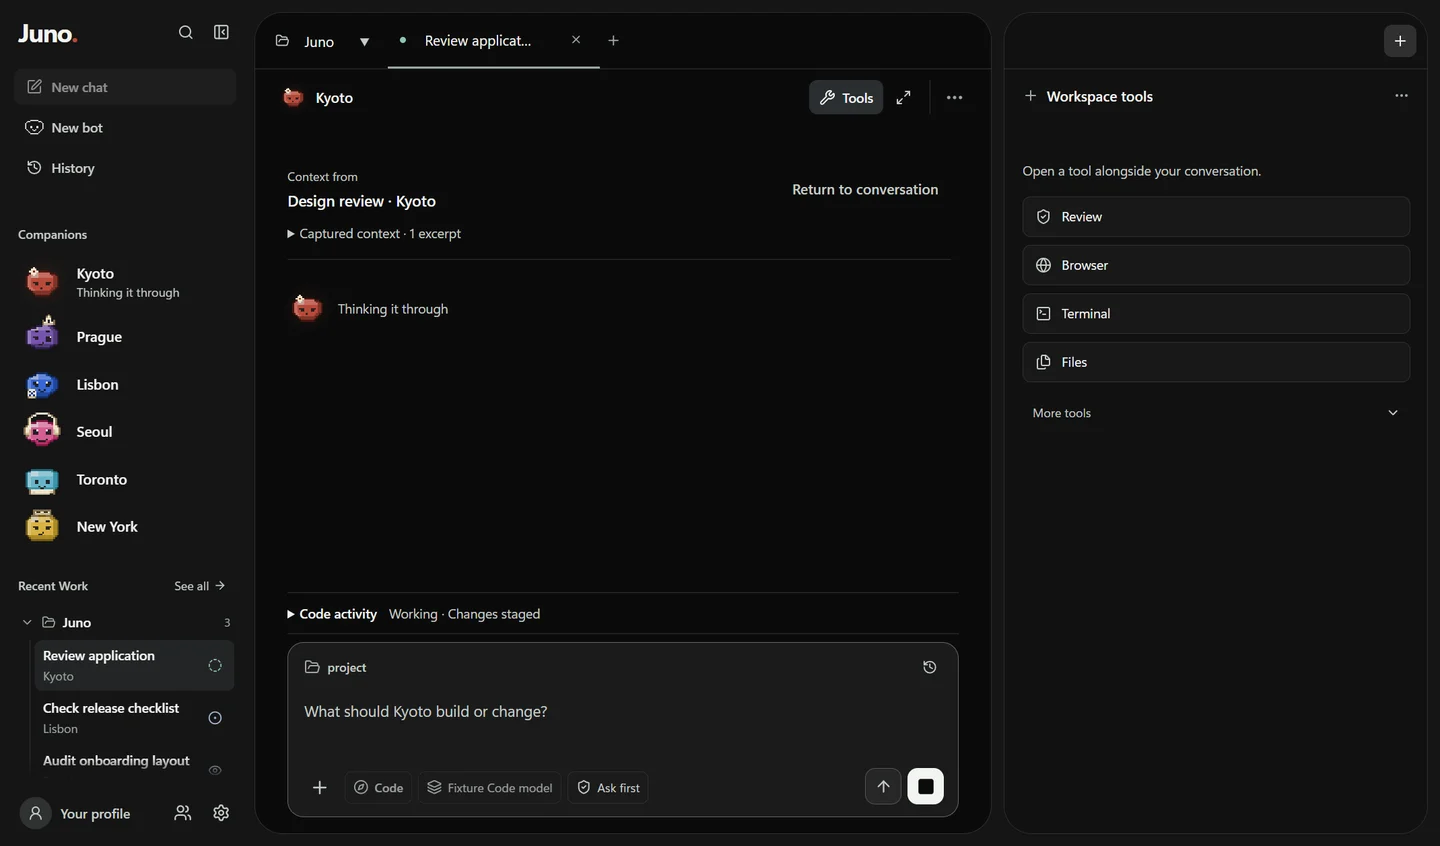 Juno.
New chat
New bot
History
Companions
Kyoto
Thinking it through
Prague
Lisbon
Seoul
Toronto
New York
Recent Work
See all →
Juno
3
Review application
Kyoto
Check release checklist
Lisbon
Audit onboarding layout
Your profile
Juno
Review applicat...
Kyoto
Tools
Context from
Design review · Kyoto
Return to conversation
Captured context · 1 excerpt
Thinking it through
Code activity Working · Changes staged
project
What should Kyoto build or change?
Code
Fixture Code model
Ask first
Workspace tools
Open a tool alongside your conversation.
Review
Browser
Terminal
Files
More tools